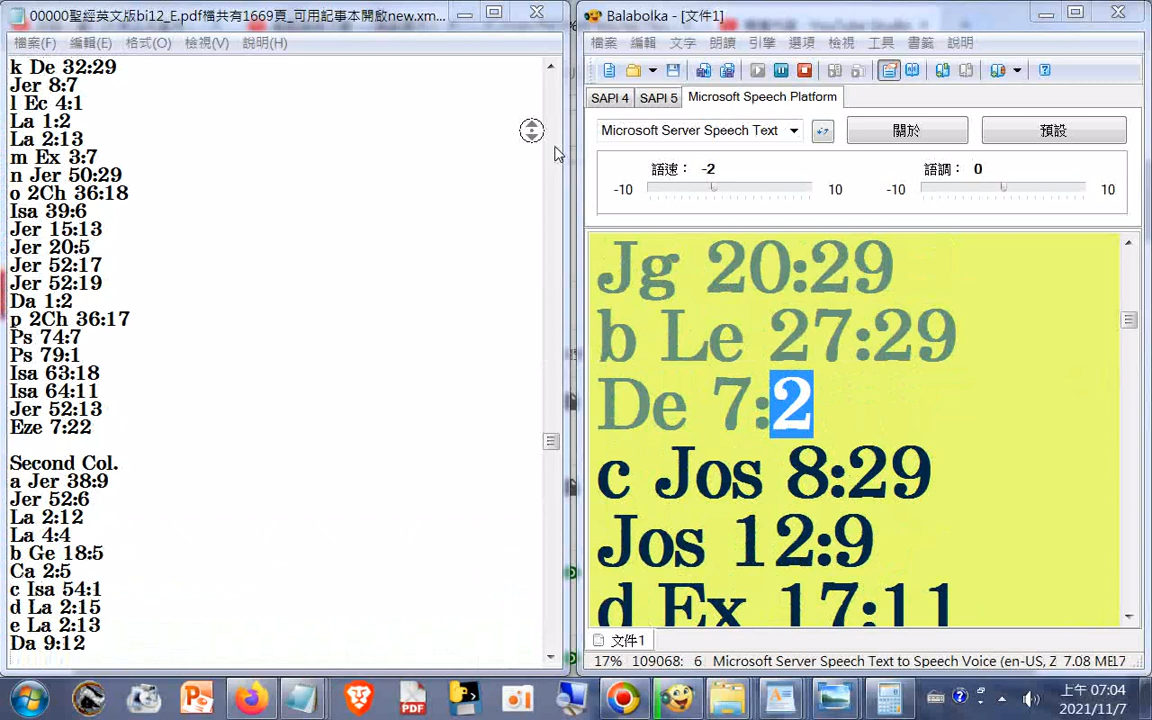 00000聖經英文版bi12_E.pdf檔共有1669頁_可用記事本開啟new.xm...
檔案(F) 編輯(E) 格式(O) 檢視(V) 說明(H)
k De 32:29
Jer 8:7
l Ec 4:1
La 1:2
La 2:13
m Ex 3:7
n Jer 50:29
o 2Ch 36:18
Isa 39:6
Jer 15:13
Jer 20:5
Jer 52:17
Jer 52:19
Da 1:2
p 2Ch 36:17
Ps 74:7
Ps 79:1
Isa 63:18
Isa 64:11
Jer 52:13
Eze 7:22
Second Col.
a Jer 38:9
Jer 52:6
La 2:12
La 4:4
b Ge 18:5
Ca 2:5
c Isa 54:1
d La 2:15
e La 2:13
Da 9:12
Balabolka - [文件1]
檔案 編輯 文字 朗讀 引擎 選項 檢視 工具 書籤 說明
SAPI 4 SAPI 5 Microsoft Speech Platform
Microsoft Server Speech Text 關於 預設
語速： -2 語調： 0
-10 10 -10 10
Jg 20:29
b Le 27:29
De 7:2
c Jos 8:29
Jos 12:9
d Ex 17:11
文件1
17% 109068: 6 Microsoft Server Speech Text to Speech Voice (en-US, Z 7.08 MEL7
上午 07:04
2021/11/7